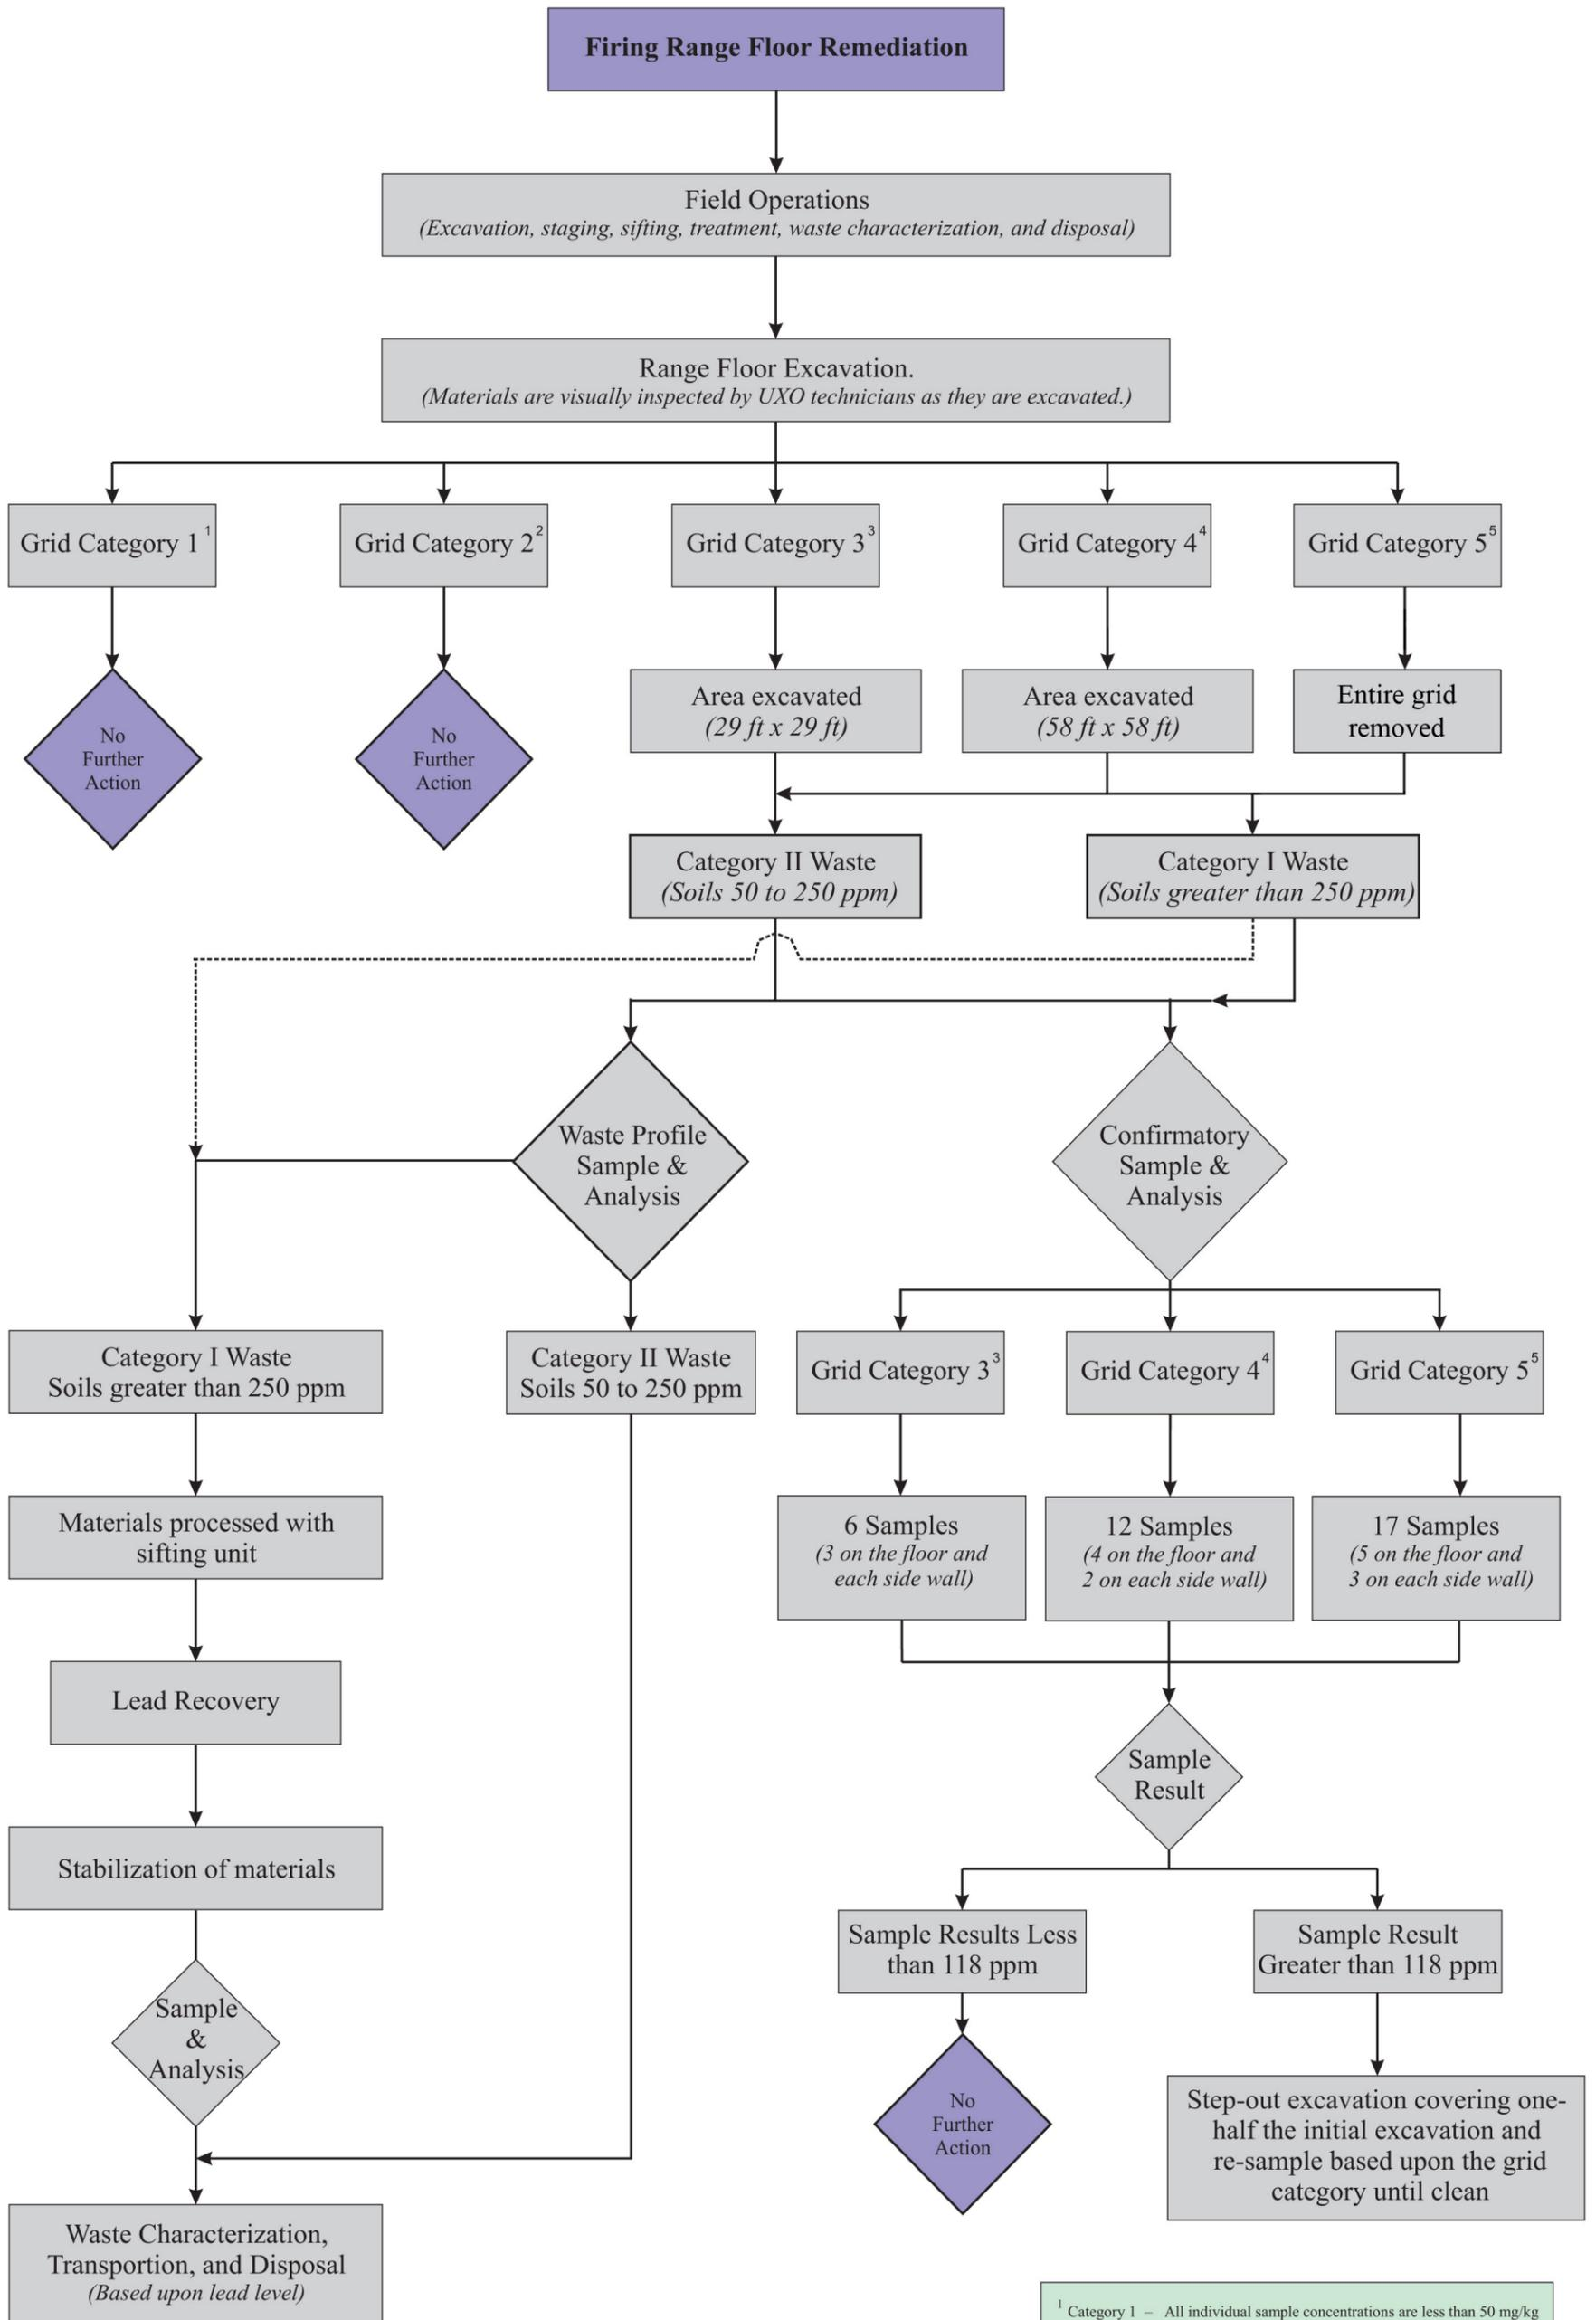 Firing Range Floor Remediation
Field Operations
(Excavation, staging, sifting, treatment, waste characterization, and disposal)
Range Floor Excavation.
(Materials are visually inspected by UXO technicians as they are excavated.)
Grid Category 1 1
Grid Category 2 2
Grid Category 3 3
Grid Category 4 4
Grid Category 5 5
No
Further
Action
No
Further
Action
Area excavated
(29 ft x 29 ft)
Area excavated
(58 ft x 58 ft)
Entire grid
removed
Category II Waste
(Soils 50 to 250 ppm)
Category I Waste
(Soils greater than 250 ppm)
Waste Profile
Sample &
Analysis
Confirmatory
Sample &
Analysis
Category I Waste
Soils greater than 250 ppm
Category II Waste
Soils 50 to 250 ppm
Grid Category 3 3
Grid Category 4 4
Grid Category 5 5
Materials processed with
sifting unit
6 Samples
(3 on the floor and
each side wall)
12 Samples
(4 on the floor and
2 on each side wall)
17 Samples
(5 on the floor and
3 on each side wall)
Lead Recovery
Sample
Result
Stabilization of materials
Sample Results Less
than 118 ppm
Sample Result
Greater than 118 ppm
Sample
&
Analysis
No
Further
Action
Step-out excavation covering one-
half the initial excavation and
re-sample based upon the grid
category until clean
Waste Characterization,
Transportion, and Disposal
(Based upon lead level)
1 Category 1 – All individual sample concentrations are less than 50 mg/kg